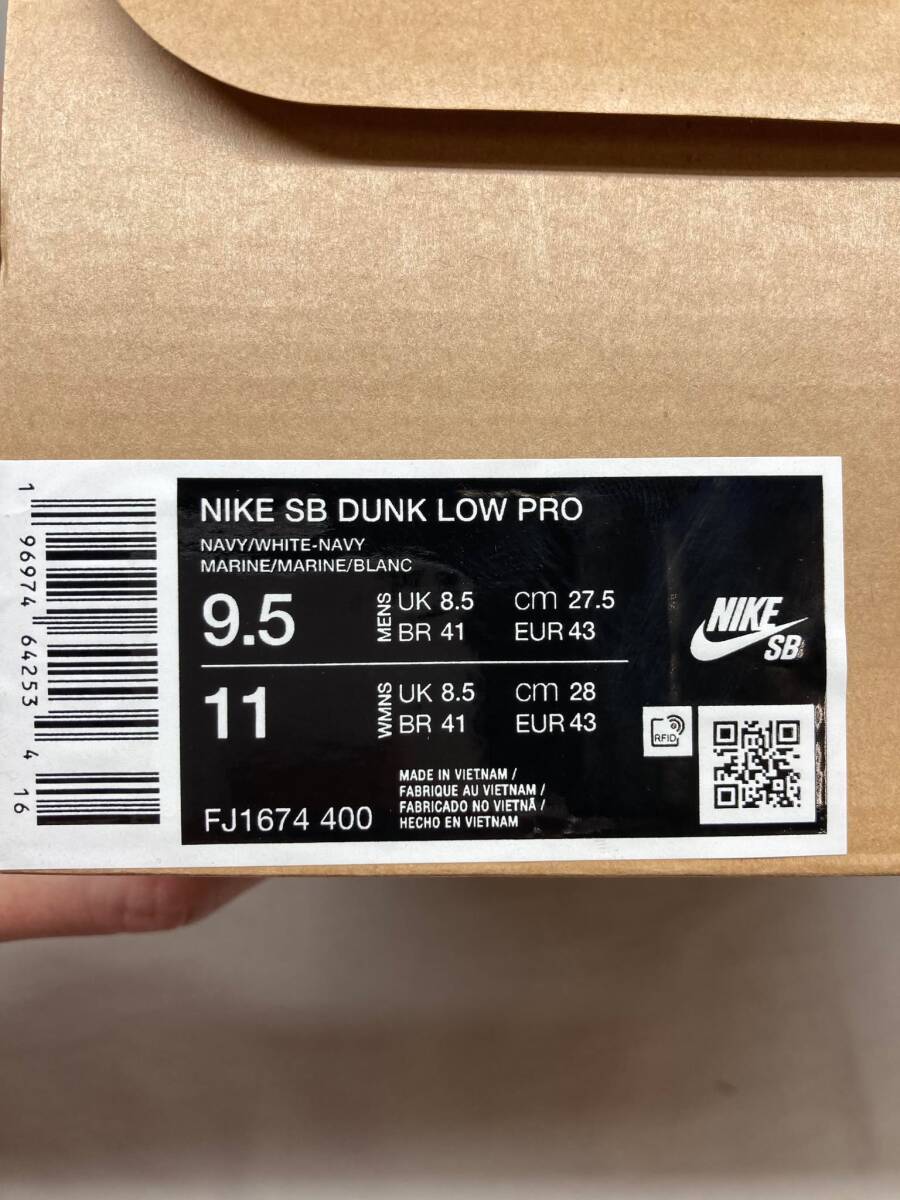 NIKE SB DUNK LOW PRO
NAVY/WHITE-NAVY
MARINE/MARINE/BLANC
9.5 MENS UK 8.5 cm 27.5
BR 41 EUR 43
11 WMNS UK 8.5 cm 28
BR 41 EUR 43
FJ1674 400
MADE IN VIETNAM /
FABRIQUE AU VIETNAM /
FABRICADO NO VIETNÃ /
HECHO EN VIETNAM
NIKE
SB
RFID
1 96974 64253 4 16